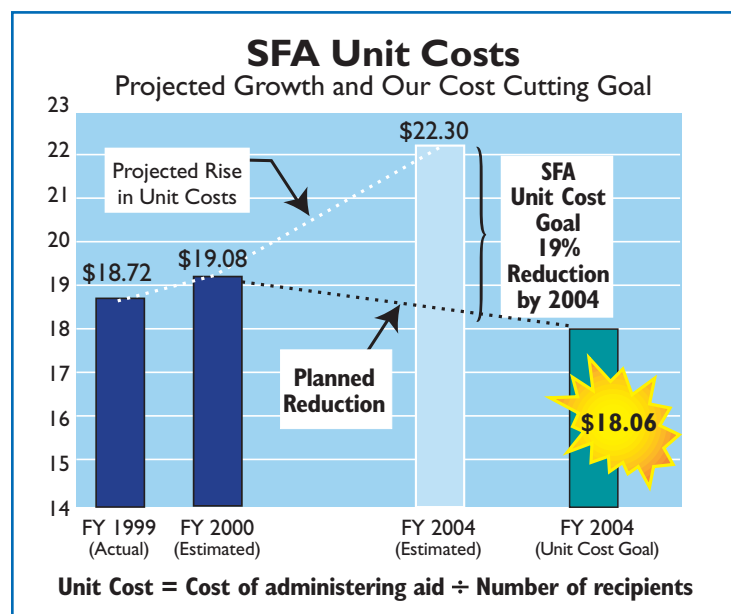 SFA Unit Costs
Projected Growth and Our Cost Cutting Goal
23
22
21
20
19
18
17
16
15
14
$18.72
$19.08
$22.30
$18.06
Projected Rise
in Unit Costs
SFA
Unit Cost
Goal
19%
Reduction
by 2004
Planned
Reduction
FY 1999
(Actual)
FY 2000
(Estimated)
FY 2004
(Estimated)
FY 2004
(Unit Cost Goal)
Unit Cost = Cost of administering aid ÷ Number of recipients